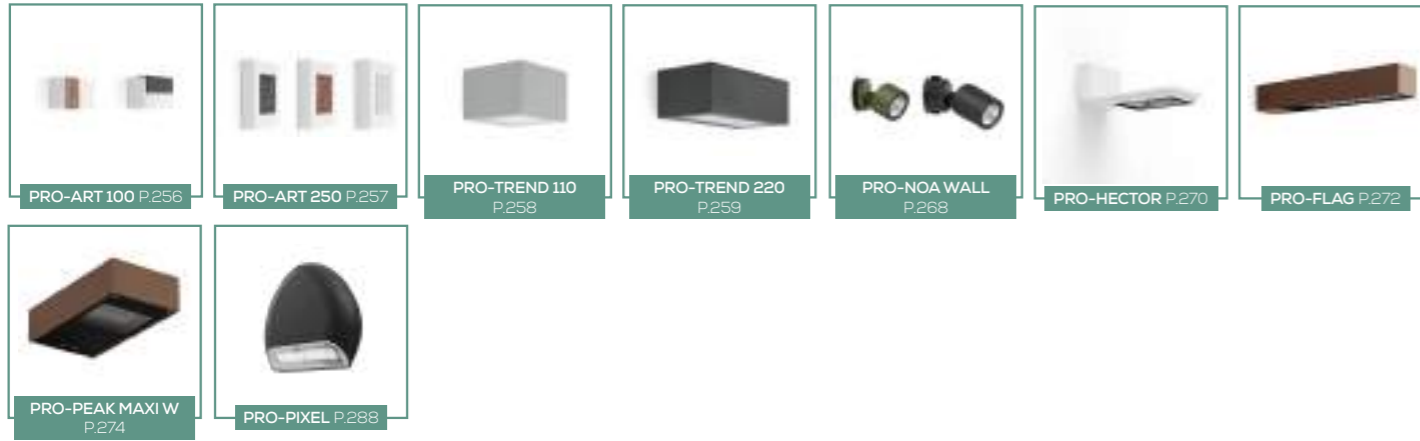 PRO-ART 100 P.256
PRO-ART 250 P.257
PRO-TREND 110
P.258
PRO-TREND 220
P.259
PRO-NOA WALL
P.268
PRO-HECTOR P.270
PRO-FLAG P.272
PRO-PEAK MAXI W
P.274
PRO-PIXEL P.288